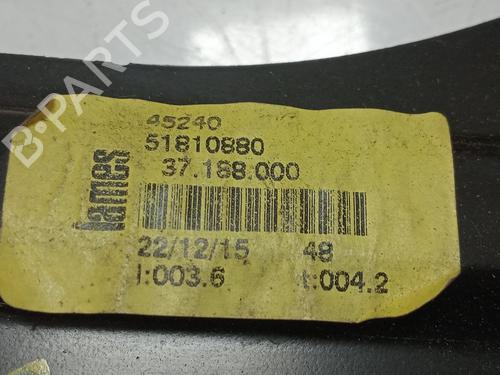 45240
51810880
37.188.000
lames
22/12/15 48
I:003.6 t:004.2
B-PARTS